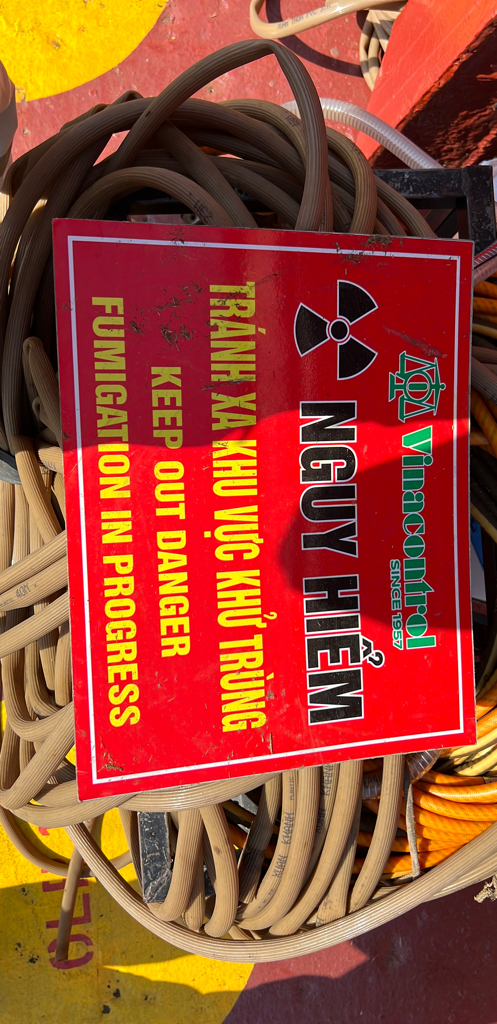 Vinacontrol
SINCE 1957
NGUY HIỂM
TRÁNH XA KHU VỰC KHỬ TRÙNG
KEEP OUT DANGER
FUMIGATION IN PROGRESS